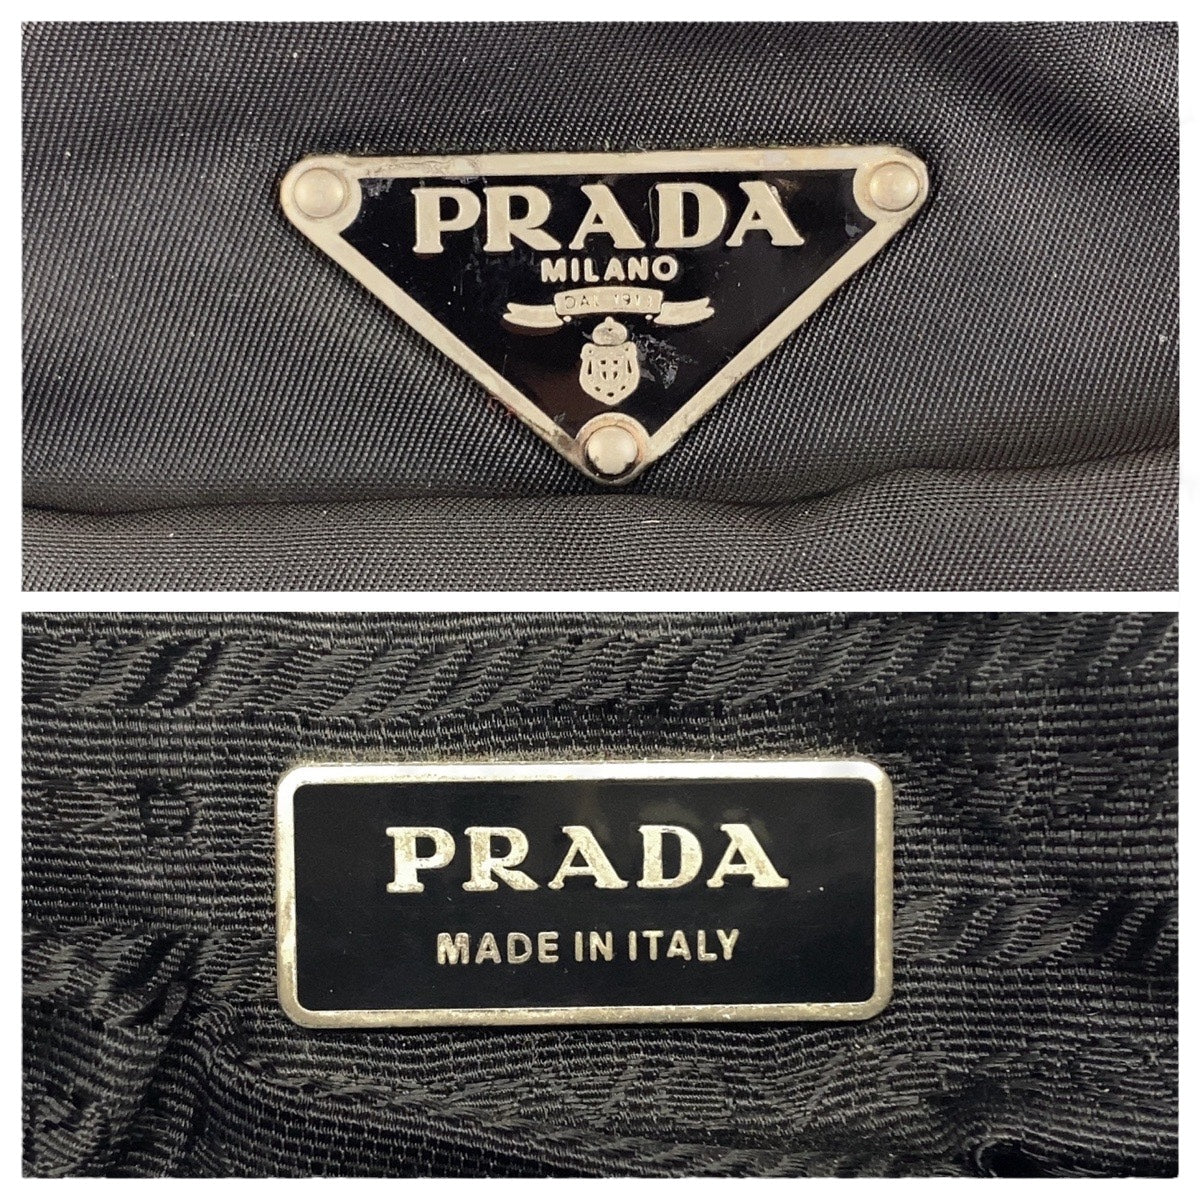 PRADA
MILANO
DAL 1913
PRADA
MADE IN ITALY